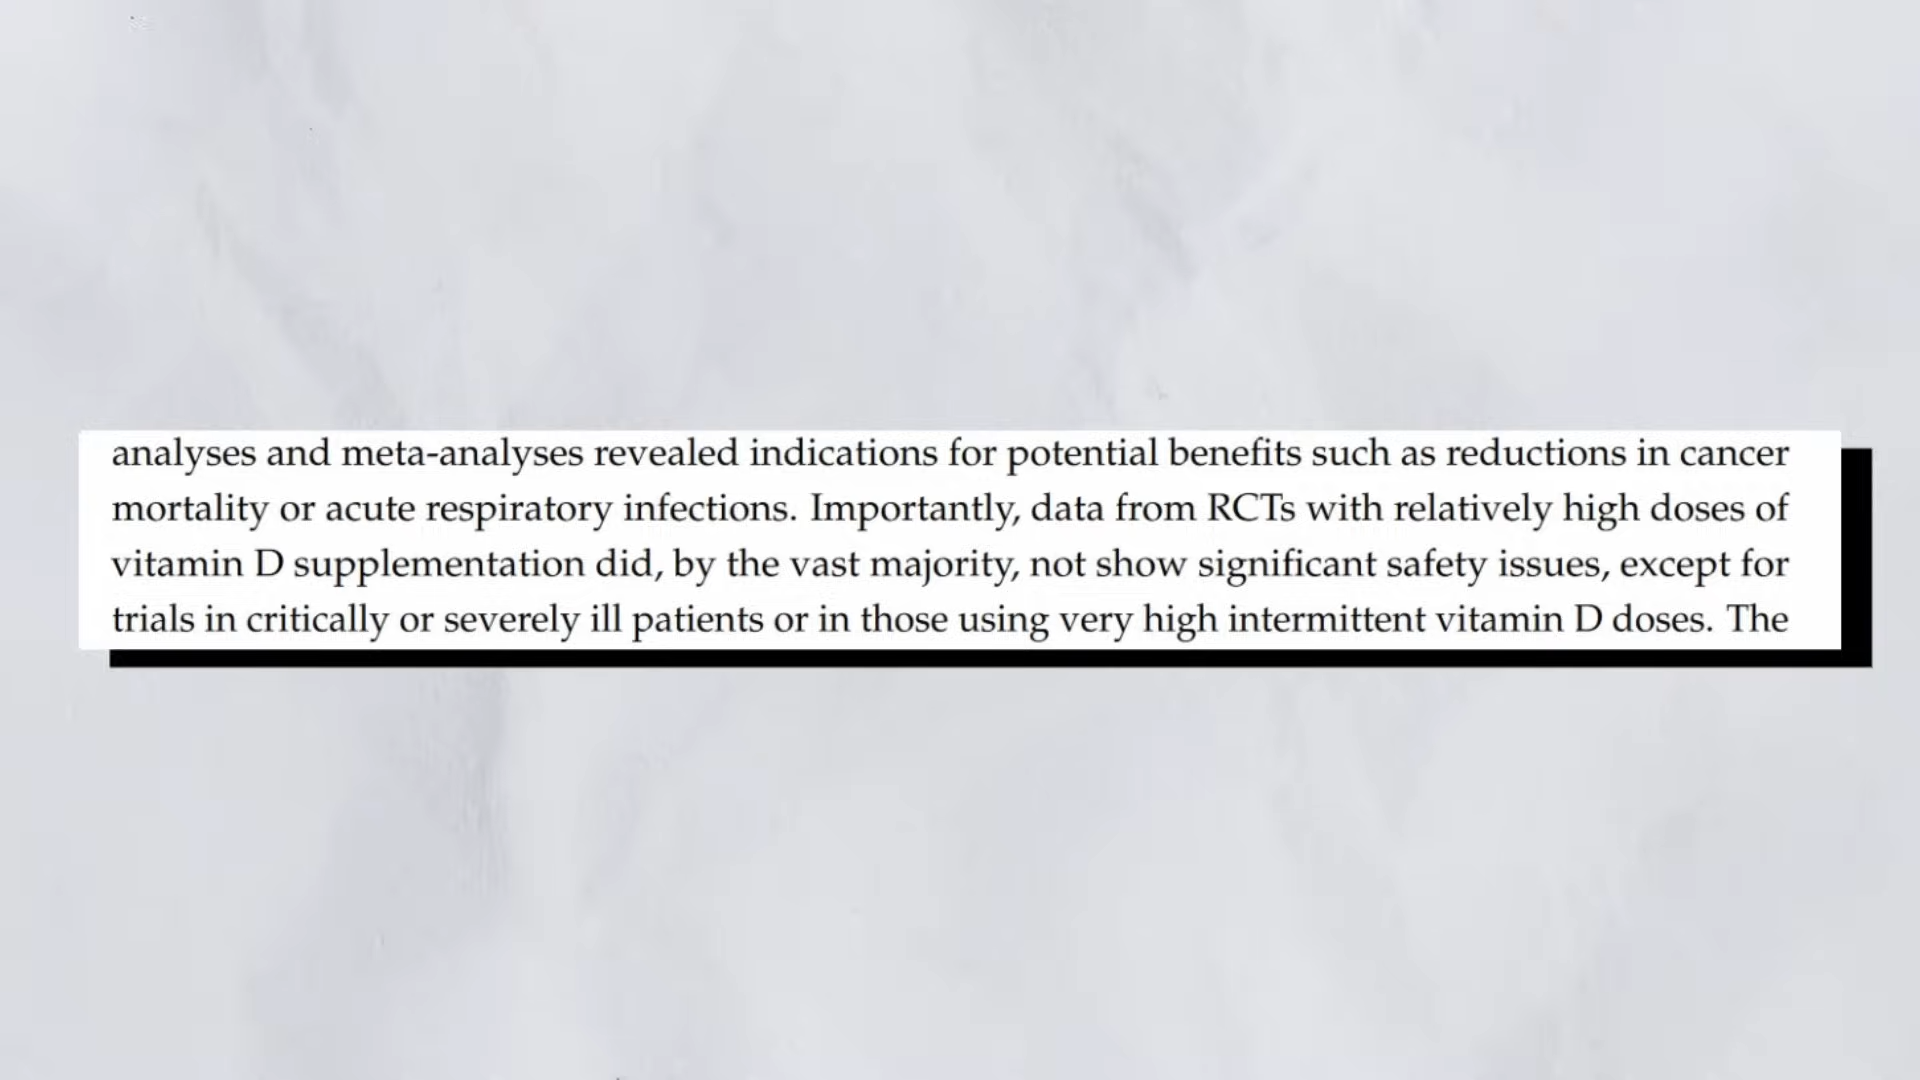 analyses and meta-analyses revealed indications for potential benefits such as reductions in cancer
mortality or acute respiratory infections. Importantly, data from RCTs with relatively high doses of
vitamin D supplementation did, by the vast majority, not show significant safety issues, except for
trials in critically or severely ill patients or in those using very high intermittent vitamin D doses. The